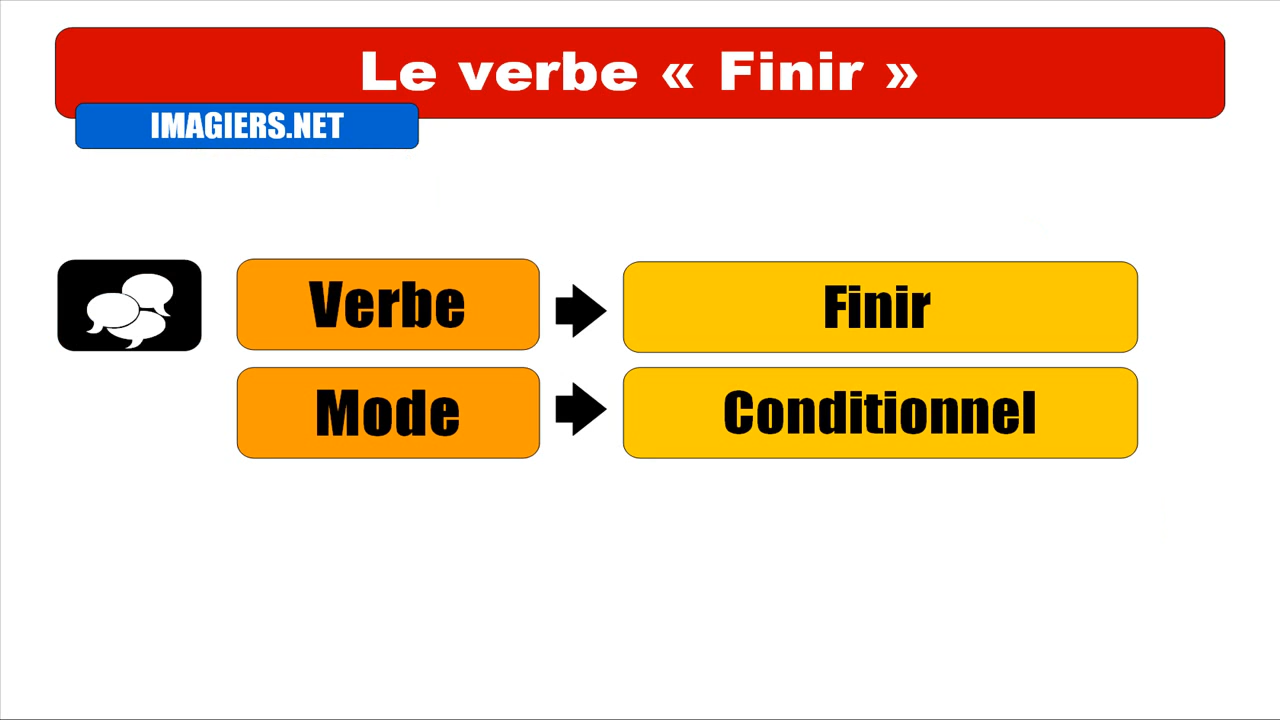 Le verbe « Finir »
IMAGIERS.NET
Verbe
Finir
Mode
Conditionnel